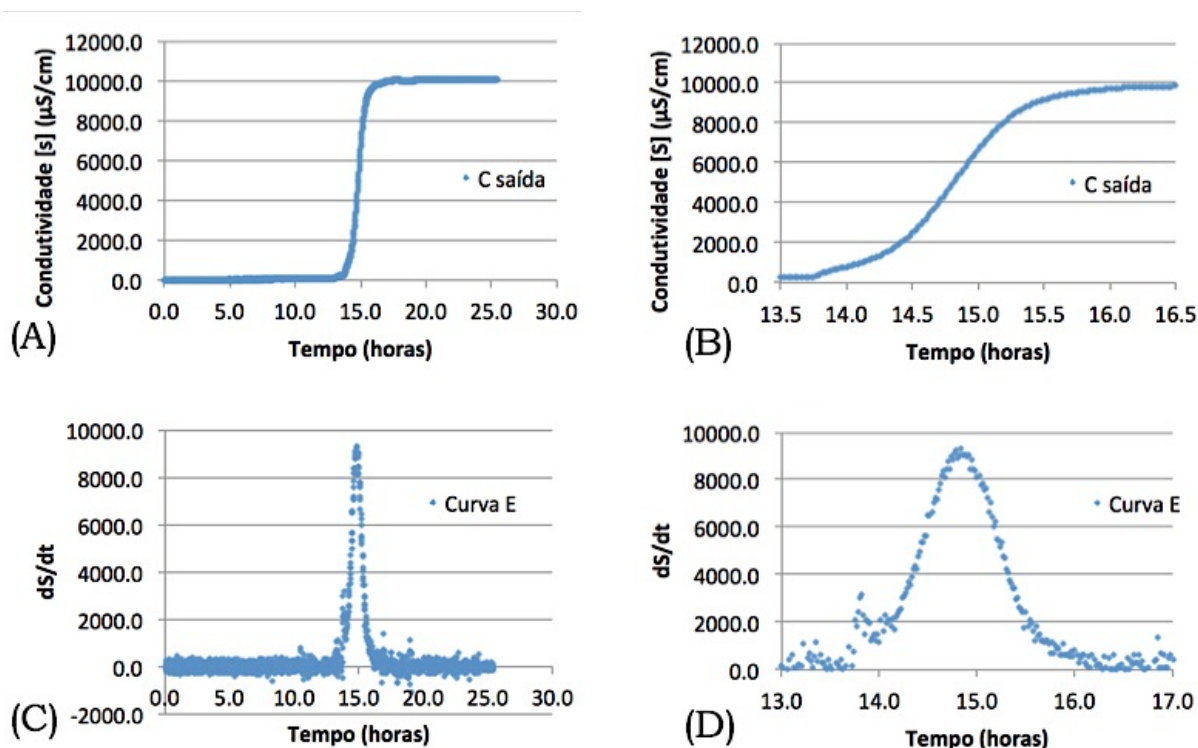 12000.0
10000.0
8000.0
6000.0
4000.0
2000.0
0.0
Condutividade [s] (µS/cm)
C saída
0.0 5.0 10.0 15.0 20.0 25.0 30.0
Tempo (horas)
(A)
12000.0
10000.0
8000.0
6000.0
4000.0
2000.0
0.0
Condutividade [S] (µS/cm)
C saída
13.5 14.0 14.5 15.0 15.5 16.0 16.5
Tempo (horas)
(B)
10000.0
8000.0
6000.0
4000.0
2000.0
0.0
-2000.0
dS/dt
Curva E
0.0 5.0 10.0 15.0 20.0 25.0 30.0
Tempo (horas)
(C)
10000.0
8000.0
6000.0
4000.0
2000.0
0.0
dS/dt
Curva E
13.0 14.0 15.0 16.0 17.0
Tempo (horas)
(D)